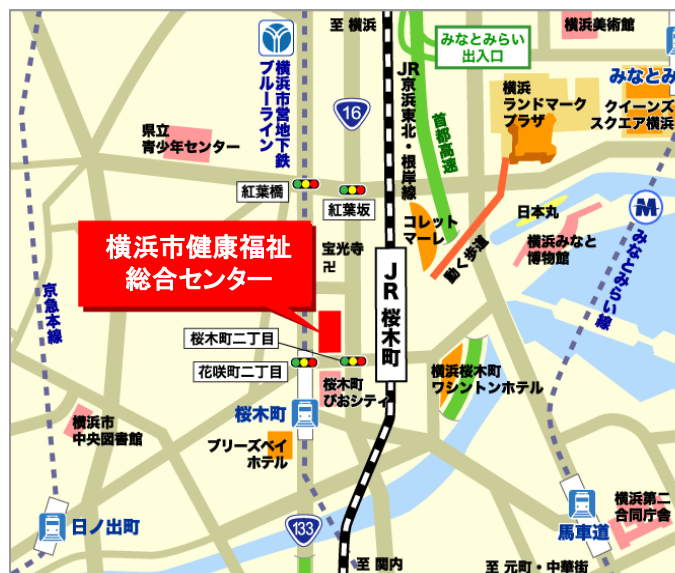 至 横浜
みなとみらい
出入口
横浜美術館
みなとみ
横浜市営地下鉄
ブルーライン
16
JR
京浜東北・根岸線
首都高速
横浜
ランドマーク
プラザ
クイーンズ
スクエア横浜
県立
青少年センター
紅葉橋
紅葉坂
コレット
マーレ
日本丸
横浜みなと
博物館
動く歩道
M
みなとみらい線
横浜市健康福祉
総合センター
宝光寺
卍
JR 桜木町
京急本線
桜木町二丁目
花咲町二丁目
桜木町
ぴおシティ
横浜桜木町
ワシントンホテル
桜木町
横浜市
中央図書館
ブリーズベイ
ホテル
日ノ出町
133
馬車道
横浜第二
合同庁舎
至 関内
至 元町・中華街